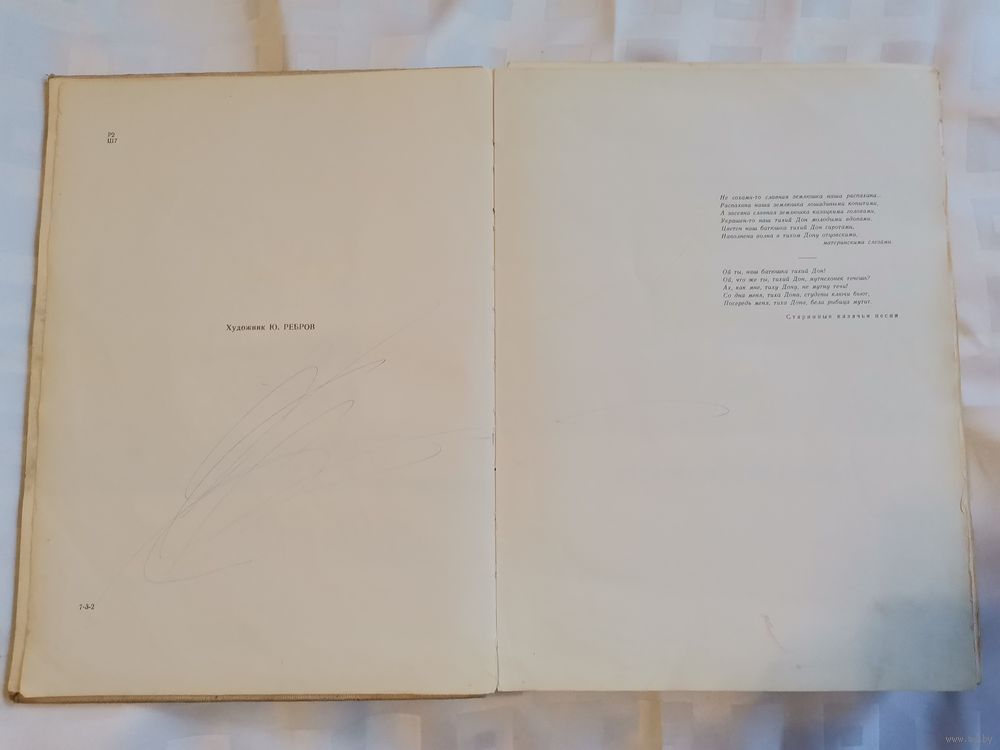 Р2
Ш7
Художник Ю. РЕБРОВ
7-3-2
Не сохами-то славная землюшка наша распахана...
Распахана наша землюшка лошадиными копытами,
А засеяна славная землюшка казацкими головами,
Украшен-то наш тихий Дон молодыми вдовами,
Цветен наш батюшка тихий Дон сиротами,
Наполнена волна в тихом Дону отцовскими,
материнскими слезами.
Ой ты, наш батюшка тихий Дон!
Ой, что же ты, тихий Дон, мутнехонек течешь?
Ах, как мне, тиху Дону, не мутну течи!
Со дна меня, тиха Дона, студены ключи бьют,
Посередь меня, тиха Дона, бела рыбица мутит.
Старинные казачьи песни
www.ay.by